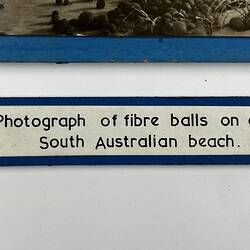 Photograph of fibre balls on a
South Australian beach.